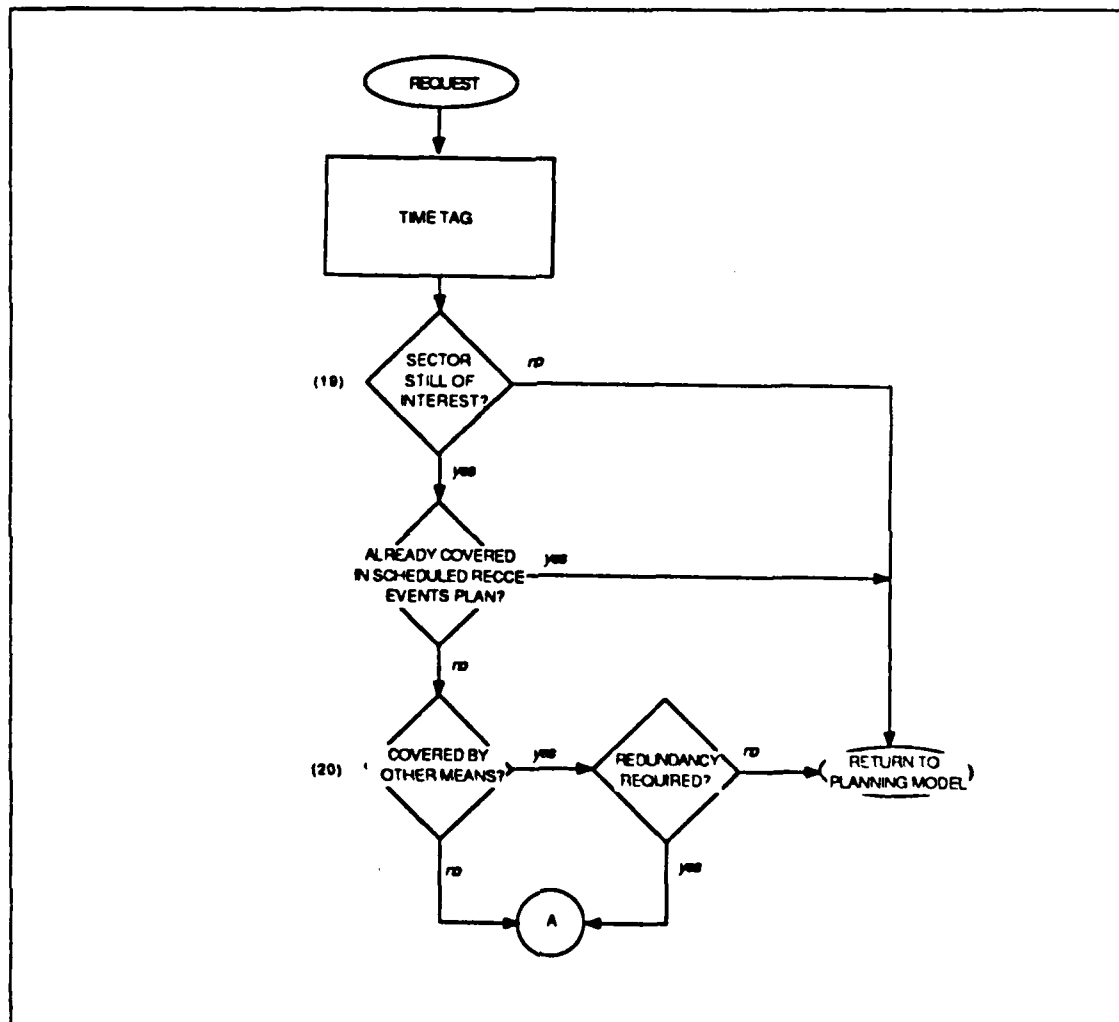 REQUEST
TIME TAG
(19)
SECTOR
STILL OF
INTEREST?
no
yes
ALREADY COVERED
IN SCHEDULED RECCE
EVENTS PLAN?
yes
no
(20)
COVERED BY
OTHER MEANS?
yes
REDUNDANCY
REQUIRED?
no
RETURN TO
PLANNING MODEL
no
yes
A